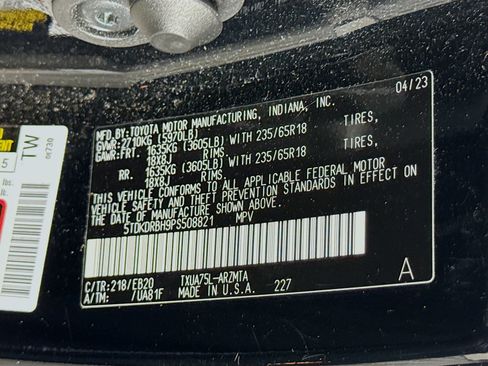 04/23
MFD. BY: TOYOTA MOTOR MANUFACTURING, INDIANA, INC.
GVWR: 2710KG (5970LB)
GAWR: FRT. 1635KG (3605LB) WITH 235/65R18 TIRES,
18X8J RIMS
RR. 1635KG (3605LB) WITH 235/65R18 TIRES,
18X8J RIMS,
THIS VEHICLE CONFORMS TO ALL APPLICABLE FEDERAL MOTOR
VEHICLE SAFETY AND THEFT PREVENTION STANDARDS IN EFFECT ON
THE DATE OF MANUFACTURE SHOWN ABOVE.
5TDKDRBH9PS508821 MPV
C/TR: 218/EB20 TXUA75L-ARZMTA
A/TM: /UA81F MADE IN U.S.A. 227
A
TW
0E730
5
lbs.